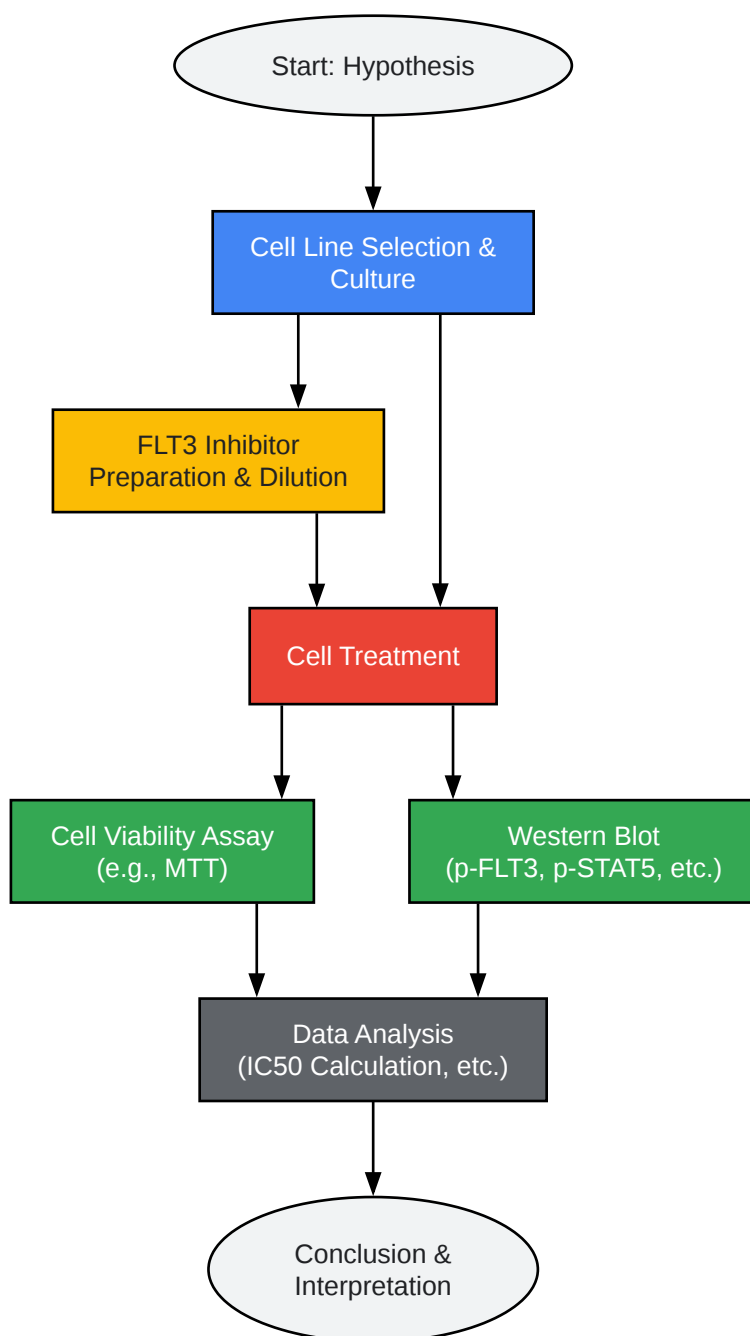 Start: Hypothesis
Cell Line Selection &
Culture
FLT3 Inhibitor
Preparation & Dilution
Cell Treatment
Cell Viability Assay
(e.g., MTT)
Western Blot
(p-FLT3, p-STAT5, etc.)
Data Analysis
(IC50 Calculation, etc.)
Conclusion &
Interpretation